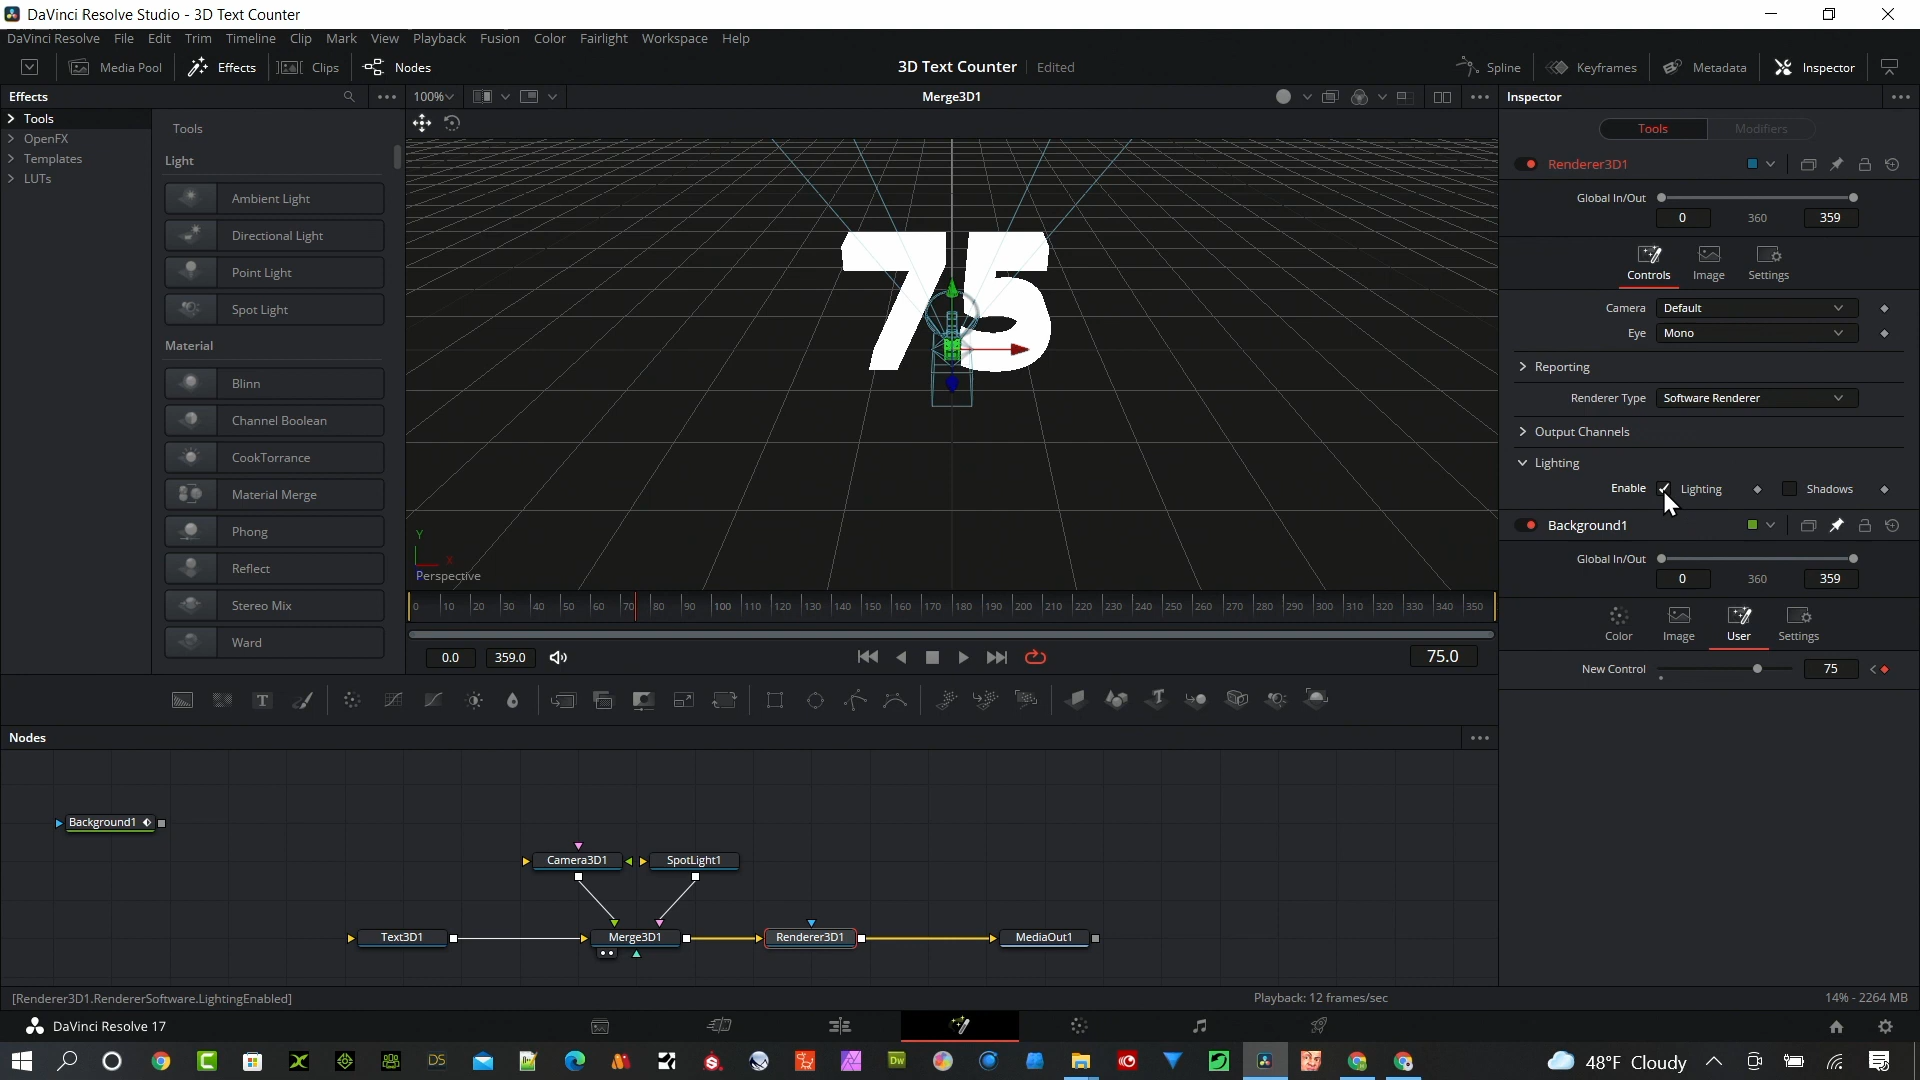 DaVinci Resolve Studio - 3D Text Counter
DaVinci Resolve File Edit Trim Timeline Clip Mark View Playback Fusion Color Fairlight Workspace Help
Media Pool Effects Clips Nodes 3D Text Counter Edited Spline Keyframes Metadata Inspector
Effects 100% Merge3D1 Inspector
Tools
OpenFX
Templates
LUTs
Tools
Light
Ambient Light
Directional Light
Point Light
Spot Light
Material
Blinn
Channel Boolean
CookTorrance
Material Merge
Phong
Reflect
Stereo Mix
Ward
75
Y
X
Perspective
0 10 20 30 40 50 60 70 80 90 100 110 120 130 140 150 160 170 180 190 200 210 220 230 240 250 260 270 280 290 300 310 320 330 340 350
0.0 359.0 75.0
Tools Modifiers
Renderer3D1
Global In/Out
0 360 359
Controls Image Settings
Camera Default
Eye Mono
Reporting
Renderer Type Software Renderer
Output Channels
Lighting
Enable Lighting Shadows
Background1
Global In/Out
0 360 359
Color Image User Settings
New Control 75
Nodes
Background1
Camera3D1 SpotLight1
Text3D1 Merge3D1 Renderer3D1 MediaOut1
[Renderer3D1.RendererSoftware.LightingEnabled] Playback: 12 frames/sec 14% - 2264 MB
DaVinci Resolve 17
DS Dw 48°F Cloudy